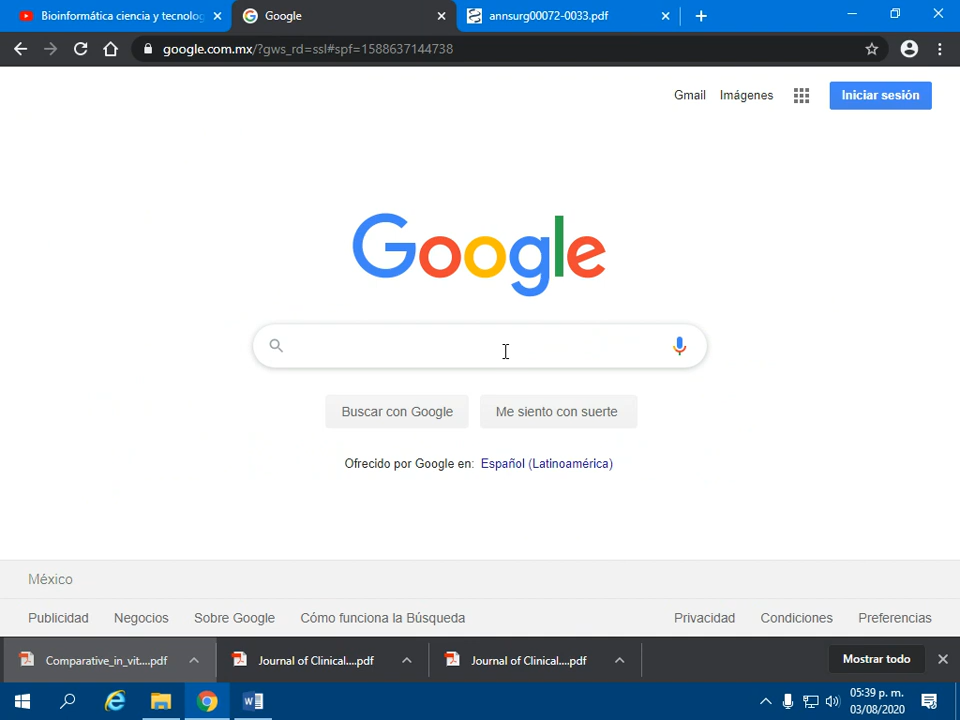 Bioinformática ciencia y tecnolog
Google
annsurg00072-0033.pdf
google.com.mx/?gws_rd=ssl#spf=1588637144738
Gmail
Imágenes
Iniciar sesión
Google
Buscar con Google
Me siento con suerte
Ofrecido por Google en: Español (Latinoamérica)
México
Publicidad
Negocios
Sobre Google
Cómo funciona la Búsqueda
Privacidad
Condiciones
Preferencias
Comparative_in_vit....pdf
Journal of Clinical....pdf
Journal of Clinical....pdf
Mostrar todo
05:39 p. m.
03/08/2020